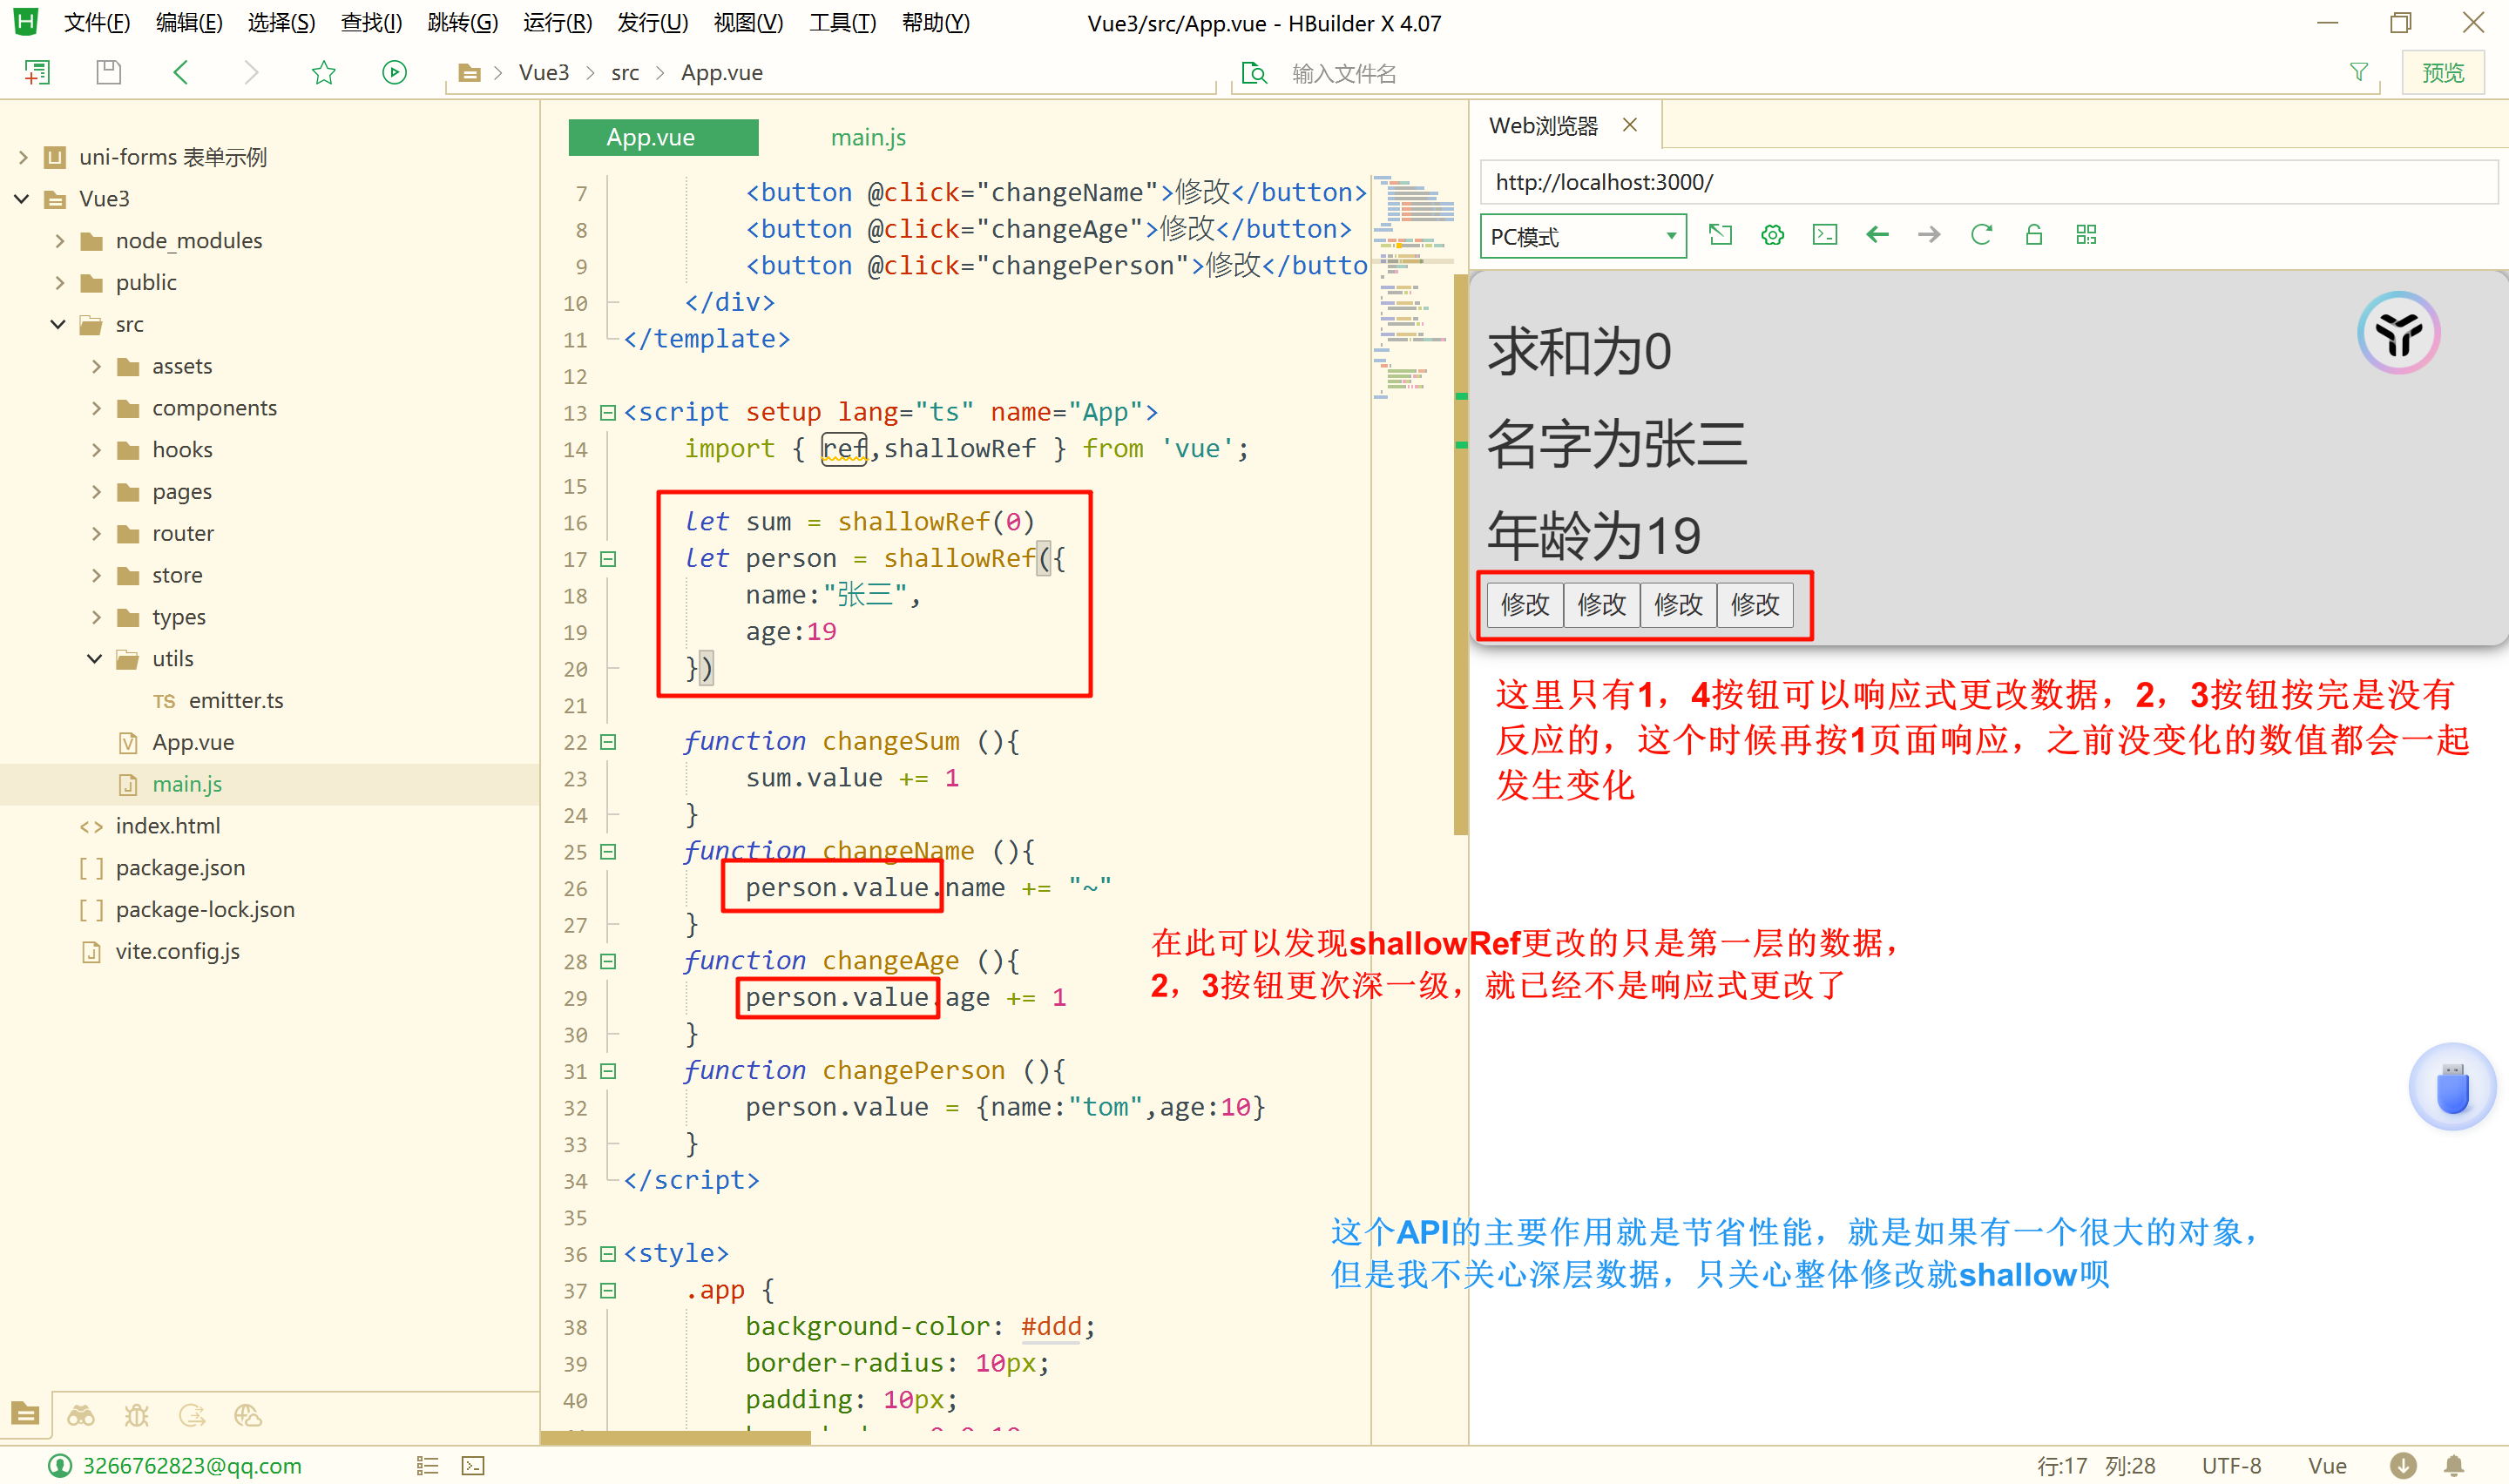 文件(F) 编辑(E) 选择(S) 查找(I) 跳转(G) 运行(R) 发行(U) 视图(V) 工具(T) 帮助(Y)
Vue3/src/App.vue - HBuilder X 4.07
Vue3 src App.vue
输入文件名
预览
uni-forms 表单示例
Vue3
node_modules
public
src
assets
components
hooks
pages
router
store
types
utils
TS emitter.ts
App.vue
main.js
index.html
package.json
package-lock.json
vite.config.js
3266762823@qq.com
App.vue main.js
7 <button @click="changeName">修改</button>
8 <button @click="changeAge">修改</button>
9 <button @click="changePerson">修改</butto
10 </div>
11 </template>
12
13 <script setup lang="ts" name="App">
14 import { ref,shallowRef } from 'vue';
15
16 let sum = shallowRef(0)
17 let person = shallowRef({
18 name:"张三",
19 age:19
20 })
21
22 function changeSum (){
23 sum.value += 1
24 }
25 function changeName (){
26 person.value.name += "~"
27 }
28 function changeAge (){
29 person.value.age += 1
30 }
31 function changePerson (){
32 person.value = {name:"tom",age:10}
33 }
34 </script>
35
36 <style>
37 .app {
38 background-color: #ddd;
39 border-radius: 10px;
40 padding: 10px;
Web浏览器
http://localhost:3000/
PC模式
求和为0
名字为张三
年龄为19
修改 修改 修改 修改
这里只有1，4按钮可以响应式更改数据，2，3按钮按完是没有
反应的，这个时候再按1页面响应，之前没变化的数值都会一起
发生变化
在此可以发现shallowRef更改的只是第一层的数据，
2，3按钮更次深一级，就已经不是响应式更改了
这个API的主要作用就是节省性能，就是如果有一个很大的对象，
但是我不关心深层数据，只关心整体修改就shallow呗
行:17 列:28 UTF-8 Vue